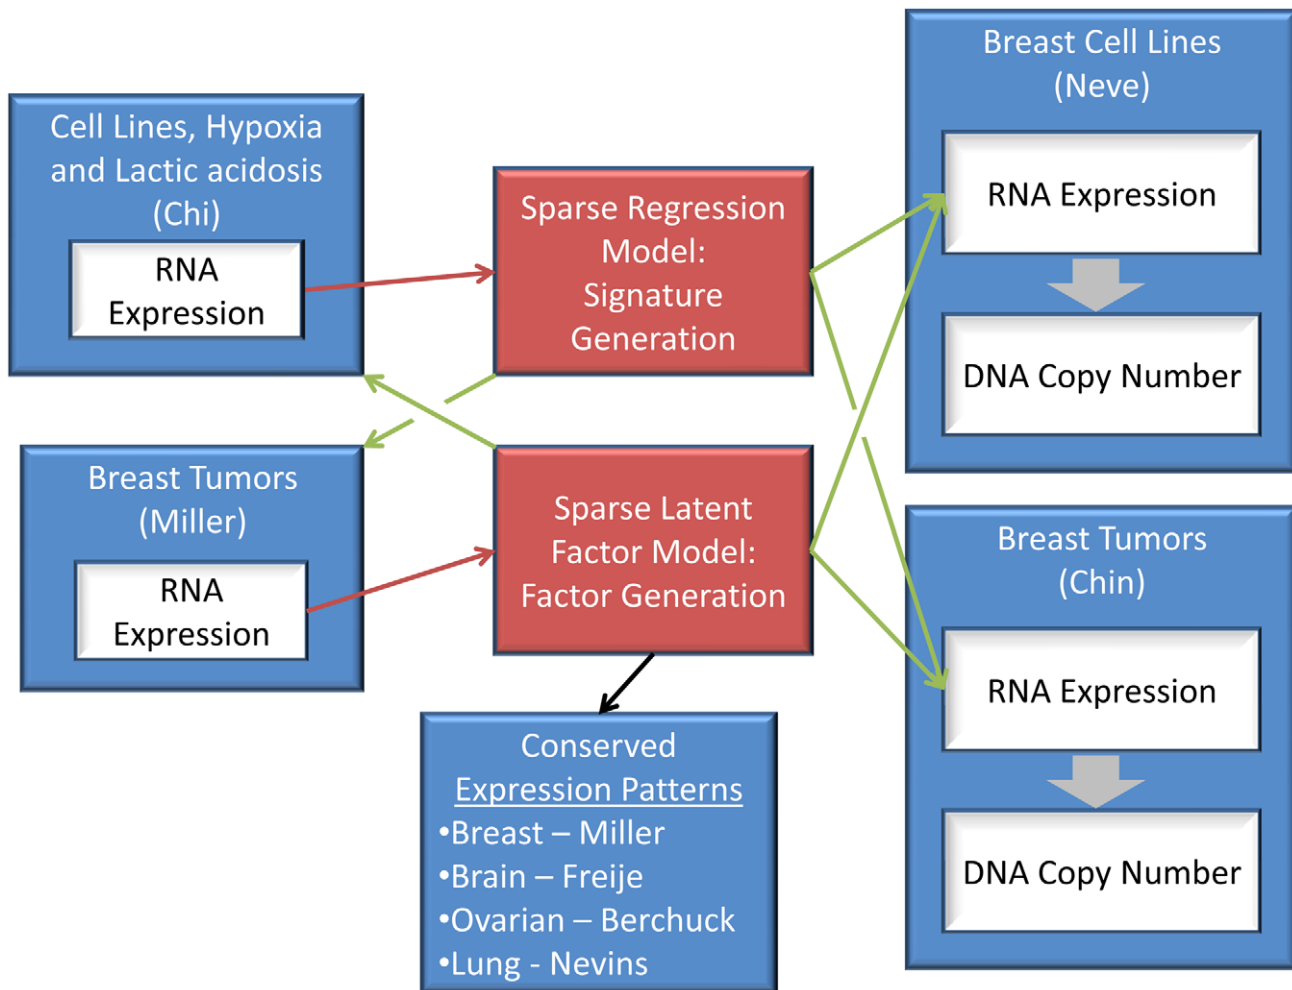 Cell Lines, Hypoxia
and Lactic acidosis
(Chi)
RNA
Expression
Breast Tumors
(Miller)
RNA
Expression
Sparse Regression
Model:
Signature
Generation
Sparse Latent
Factor Model:
Factor Generation
Conserved
Expression Patterns
•Breast – Miller
•Brain – Freije
•Ovarian – Berchuck
•Lung - Nevins
Breast Cell Lines
(Neve)
RNA Expression
DNA Copy Number
Breast Tumors
(Chin)
RNA Expression
DNA Copy Number